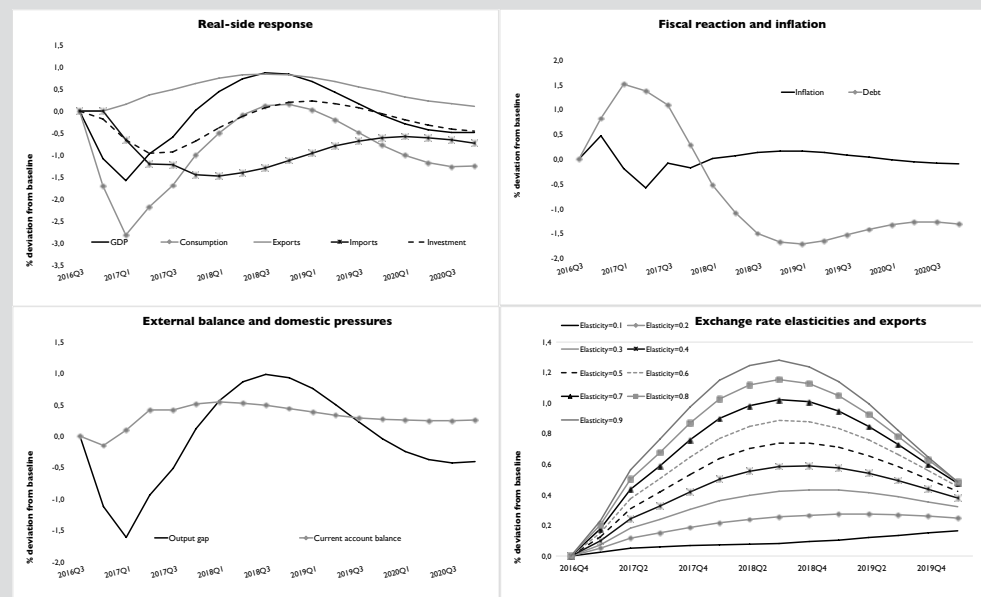 Real-side response
1,5
1,0
0,5
0,0
-0,5
-1,0
-1,5
-2,0
-2,5
-3,0
-3,5
% deviation from baseline
GDP Consumption Exports Imports Investment
2016Q3 2017Q1 2017Q3 2018Q1 2018Q3 2019Q1 2019Q3 2020Q1 2020Q3
Fiscal reaction and inflation
2,0
1,5
1,0
0,5
0,0
-0,5
-1,0
-1,5
-2,0
% deviation from baseline
Inflation Debt
2016Q3 2017Q1 2017Q3 2018Q1 2018Q3 2019Q1 2019Q3 2020Q1 2020Q3
External balance and domestic pressures
1,5
1,0
0,5
0,0
-0,5
-1,0
-1,5
-2,0
% deviation from baseline
Output gap Current account balance
2016Q3 2017Q1 2017Q3 2018Q1 2018Q3 2019Q1 2019Q3 2020Q1 2020Q3
Exchange rate elasticities and exports
Elasticity=0.1 Elasticity=0.2
Elasticity=0.3 Elasticity=0.4
Elasticity=0.5 Elasticity=0.6
Elasticity=0.7 Elasticity=0.8
Elasticity=0.9
1,4
1,2
1,0
0,8
0,6
0,4
0,2
0,0
% deviation from baseline
2016Q4 2017Q2 2017Q4 2018Q2 2018Q4 2019Q2 2019Q4